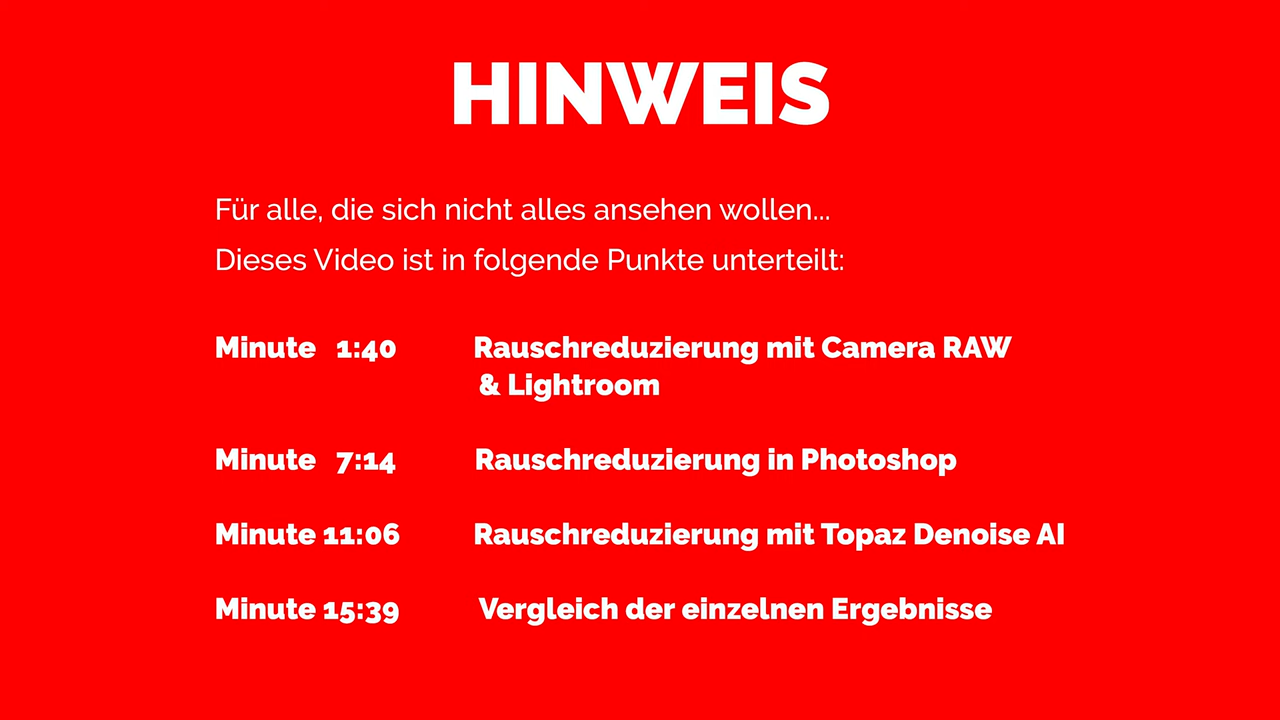 HINWEIS
Für alle, die sich nicht alles ansehen wollen...
Dieses Video ist in folgende Punkte unterteilt:
Minute 1:40 Rauschreduzierung mit Camera RAW
& Lightroom
Minute 7:14 Rauschreduzierung in Photoshop
Minute 11:06 Rauschreduzierung mit Topaz Denoise AI
Minute 15:39 Vergleich der einzelnen Ergebnisse